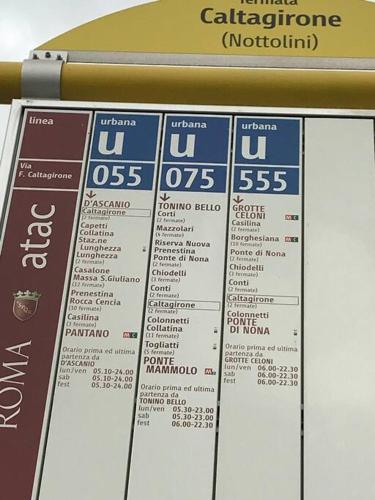 fermata
Caltagirone
(Nottolini)
linea
Via
F. Caltagirone
atac
ROMA
urbana
u
055
D'ASCANIO
Caltagirone
(2 fermate)
Capetti
Collatina
Staz.ne
Lunghezza
(2 fermate)
Lunghezza
(2 fermate)
Casalone
Massa S.Giuliano
(12 fermate)
Prenestina
Rocca Cencia
(10 fermate)
Casilina
(3 fermate)
PANTANO M C
Orario prima ed ultima
partenza da
D'ASCANIO
lun/ven 05.10-24.00
sab 05.10-24.00
fest 05.30-24.00
urbana
u
075
TONINO BELLO
Corti
(2 fermate)
Mazzolari
(4 fermate)
Riserva Nuova
Prenestina
Ponte di Nona
(2 fermate)
Chiodelli
(3 fermate)
Conti
(2 fermate)
Caltagirone
(2 fermate)
Colonnetti
Collatina
(11 fermate)
Togliatti
(5 fermate)
PONTE
MAMMOLO M
Orario prima ed ultima
partenza da
TONINO BELLO
lun/ven 05.30-23.00
sab 05.30-23.00
fest 06.00-22.30
urbana
u
555
GROTTE
CELONI M C
Casilina
(2 fermate)
Borghesiana M C
(10 fermate)
Ponte di Nona
(2 fermate)
Chiodelli
(3 fermate)
Conti
(2 fermate)
Caltagirone
(2 fermate)
Colonnetti
PONTE
DI NONA
Orario prima ed ultima
partenza da
GROTTE CELONI
lun/ven 06.00-22.30
sab 06.00-22.30
fest 06.00-22.30